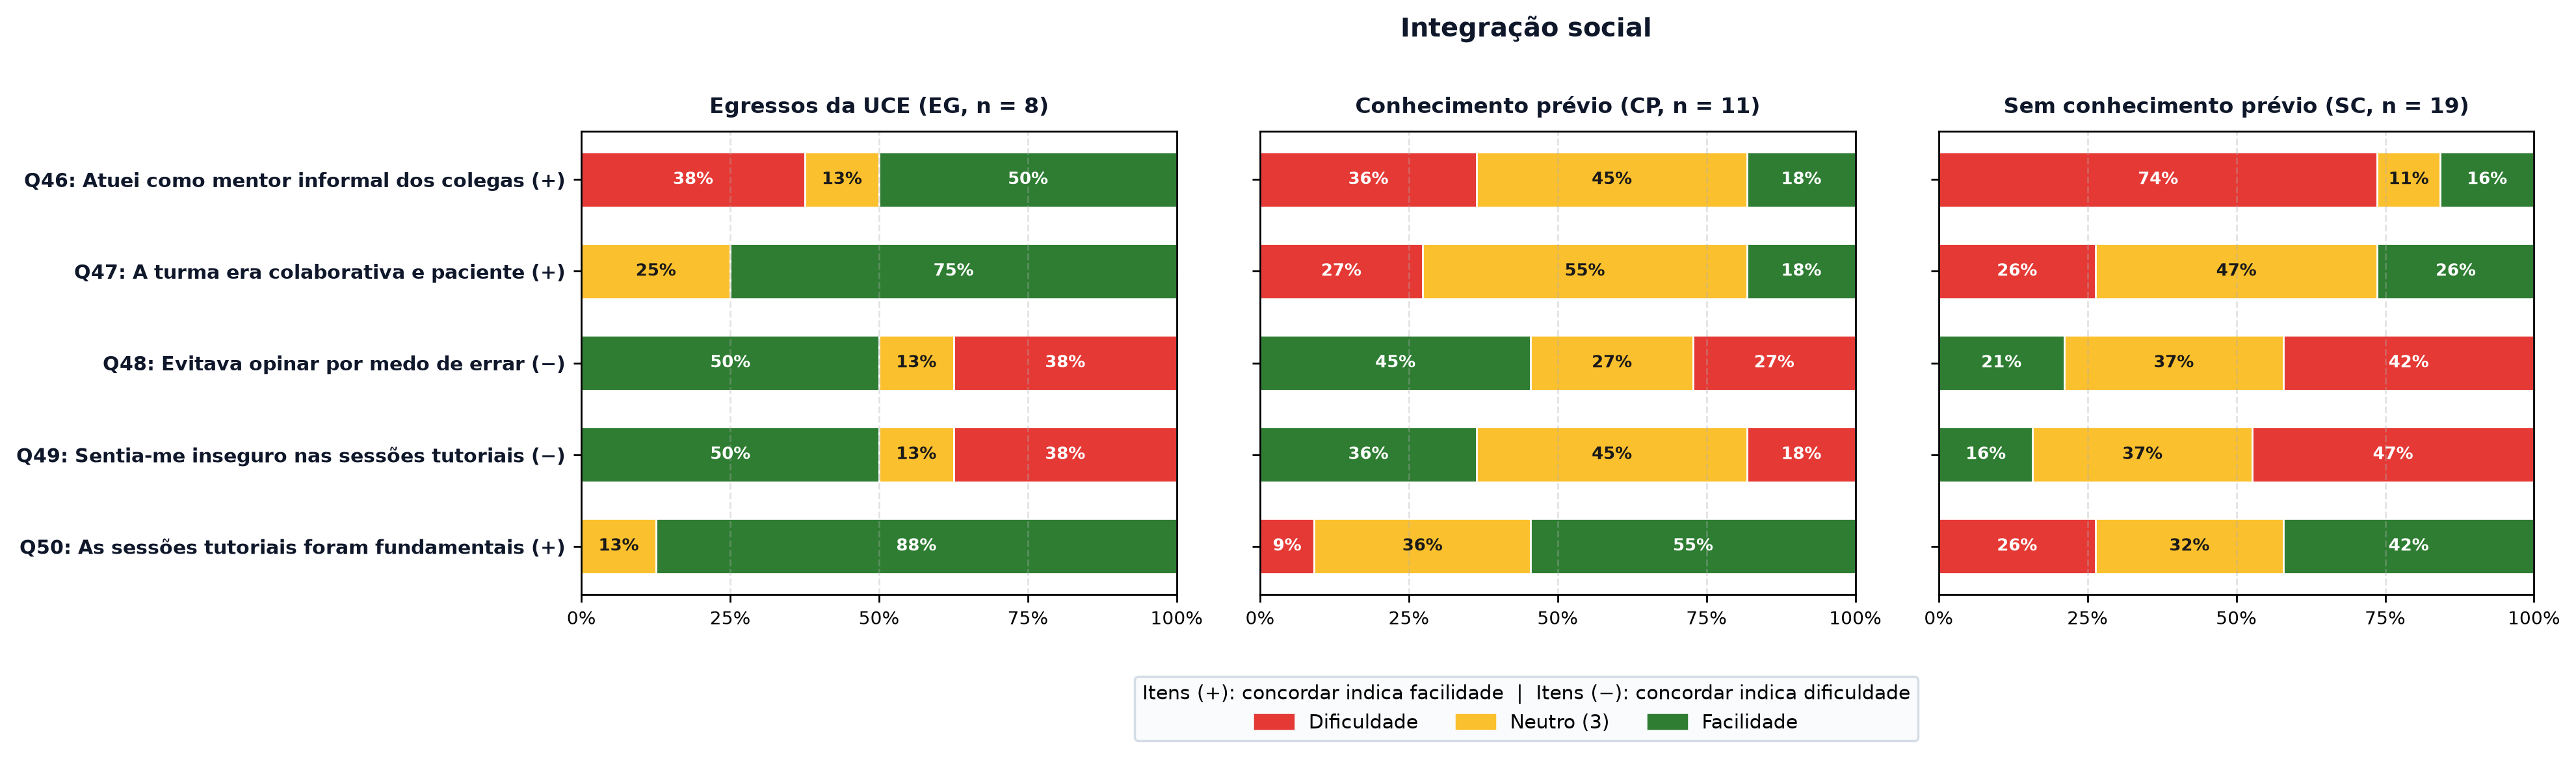 Integração social
Egressos da UCE (EG, n = 8)
Conhecimento prévio (CP, n = 11)
Sem conhecimento prévio (SC, n = 19)
Q46: Atuei como mentor informal dos colegas (+)
38% 13% 50%
36% 45% 18%
74% 11% 16%
Q47: A turma era colaborativa e paciente (+)
25% 75%
27% 55% 18%
26% 47% 26%
Q48: Evitava opinar por medo de errar (−)
50% 13% 38%
45% 27% 27%
21% 37% 42%
Q49: Sentia-me inseguro nas sessões tutoriais (−)
50% 13% 38%
36% 45% 18%
16% 37% 47%
Q50: As sessões tutoriais foram fundamentais (+)
13% 88%
9% 36% 55%
26% 32% 42%
0% 25% 50% 75% 100%
0% 25% 50% 75% 100%
0% 25% 50% 75% 100%
Itens (+): concordar indica facilidade | Itens (−): concordar indica dificuldade
Dificuldade Neutro (3) Facilidade